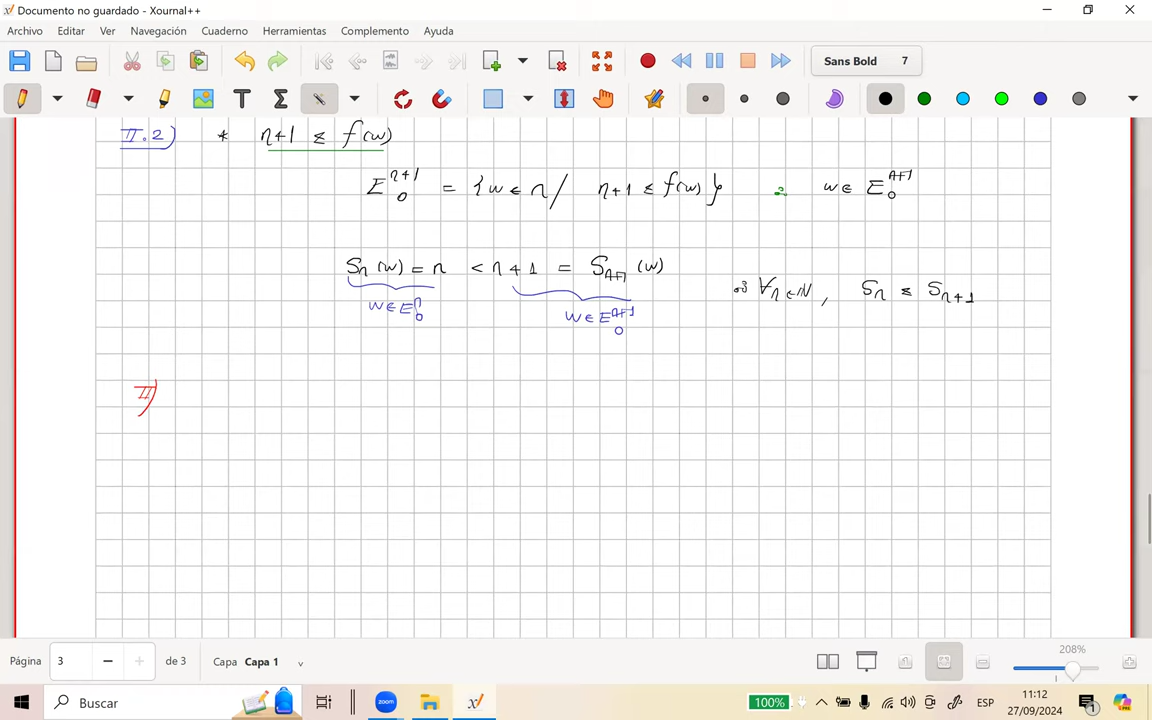 Documento no guardado - Xournal++
Archivo Editar Ver Navegación Cuaderno Herramientas Complemento Ayuda
Sans Bold 7
II.2) * n+1 ≤ f(w)
E₀ⁿ⁺¹ = {w ∈ Ω / n+1 ≤ f(w)} ∴ w ∈ E₀ⁿ⁺¹
Sₙ(w) = n < n+1 = Sₙ₊₁(w)
∴ ∀n∈ℕ, Sₙ ≤ Sₙ₊₁
w ∈ E₀ⁿ w ∈ E₀ⁿ⁺¹
II)
Página 3 de 3 Capa Capa 1 208%
Buscar 100% ESP 11:12
27/09/2024